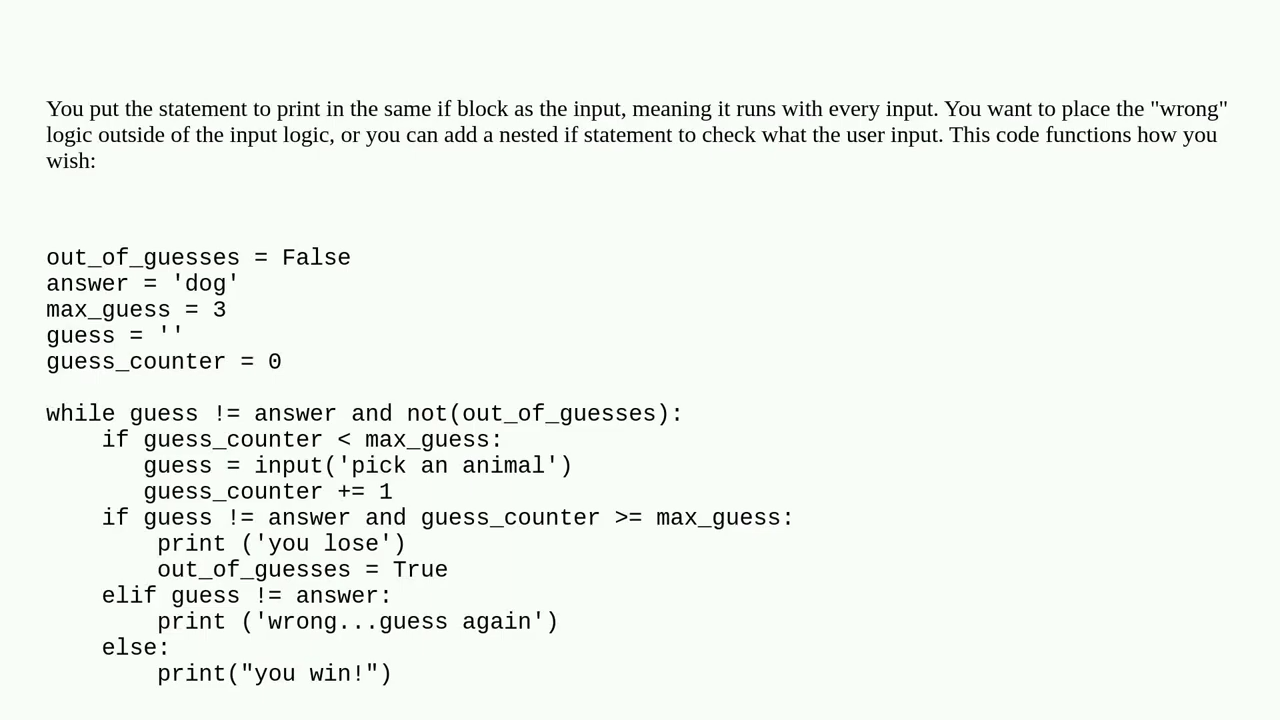 You put the statement to print in the same if block as the input, meaning it runs with every input. You want to place the "wrong"
logic outside of the input logic, or you can add a nested if statement to check what the user input. This code functions how you
wish:
out_of_guesses = False
answer = 'dog'
max_guess = 3
guess = ''
guess_counter = 0
while guess != answer and not(out_of_guesses):
    if guess_counter < max_guess:
       guess = input('pick an animal')
       guess_counter += 1
    if guess != answer and guess_counter >= max_guess:
        print ('you lose')
        out_of_guesses = True
    elif guess != answer:
        print ('wrong...guess again')
    else:
        print("you win!")